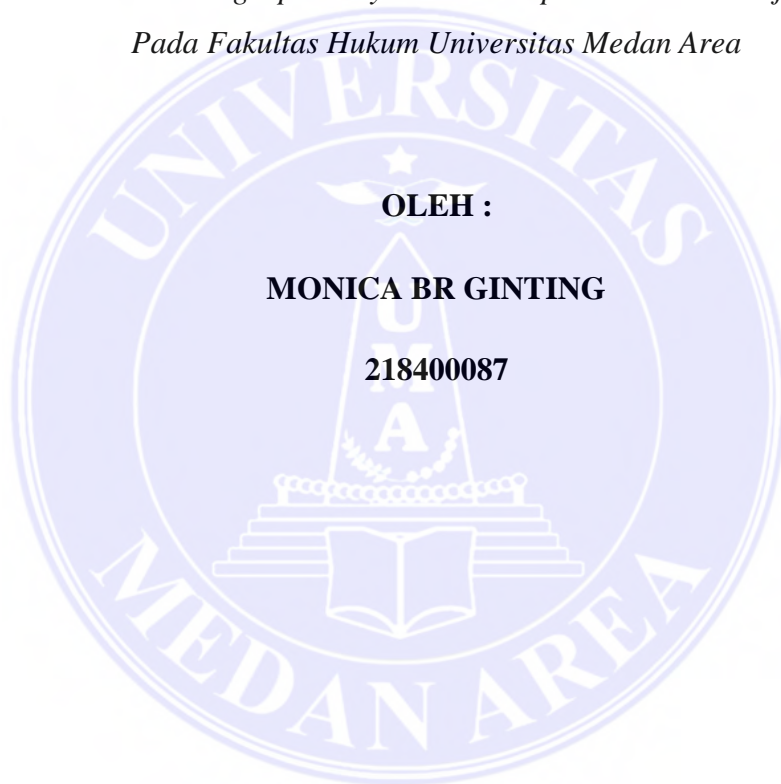 Pada Fakultas Hukum Universitas Medan Area
UNIVERSITAS
OLEH :
MONICA BR GINTING
U
218400087
M
A
MEDAN AREA